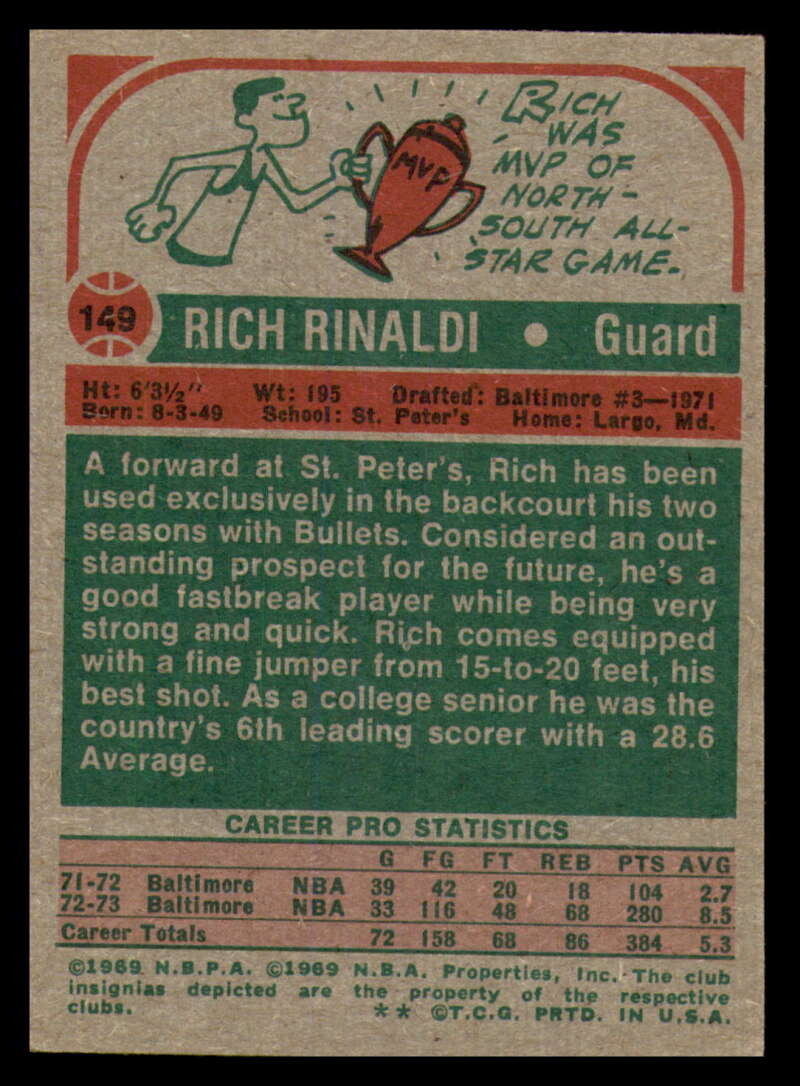 RICH
WAS
MVP OF
NORTH-
SOUTH ALL-
STAR GAME.
MVP
149
RICH RINALDI • Guard
Ht: 6'3½" Wt: 195 Drafted: Baltimore #3—1971
Born: 8-3-49 School: St. Peter's Home: Largo, Md.
A forward at St. Peter's, Rich has been
used exclusively in the backcourt his two
seasons with Bullets. Considered an out-
standing prospect for the future, he's a
good fastbreak player while being very
strong and quick. Rich comes equipped
with a fine jumper from 15-to-20 feet, his
best shot. As a college senior he was the
country's 6th leading scorer with a 28.6
Average.
CAREER PRO STATISTICS
G FG FT REB PTS AVG
71-72 Baltimore NBA 39 42 20 18 104 2.7
72-73 Baltimore NBA 33 116 48 68 280 8.5
Career Totals 72 158 68 86 384 5.3
©1969 N.B.P.A. ©1969 N.B.A. Properties, Inc. The club
insignias depicted are the property of the respective
clubs. ** ©T.C.G. PRTD. IN U.S.A.